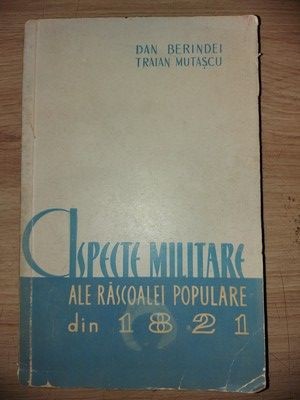 DAN BERINDEI
TRAIAN MUTAȘCU
ASPECTE MILITARE
ALE RĂSCOALEI POPULARE
din 1821